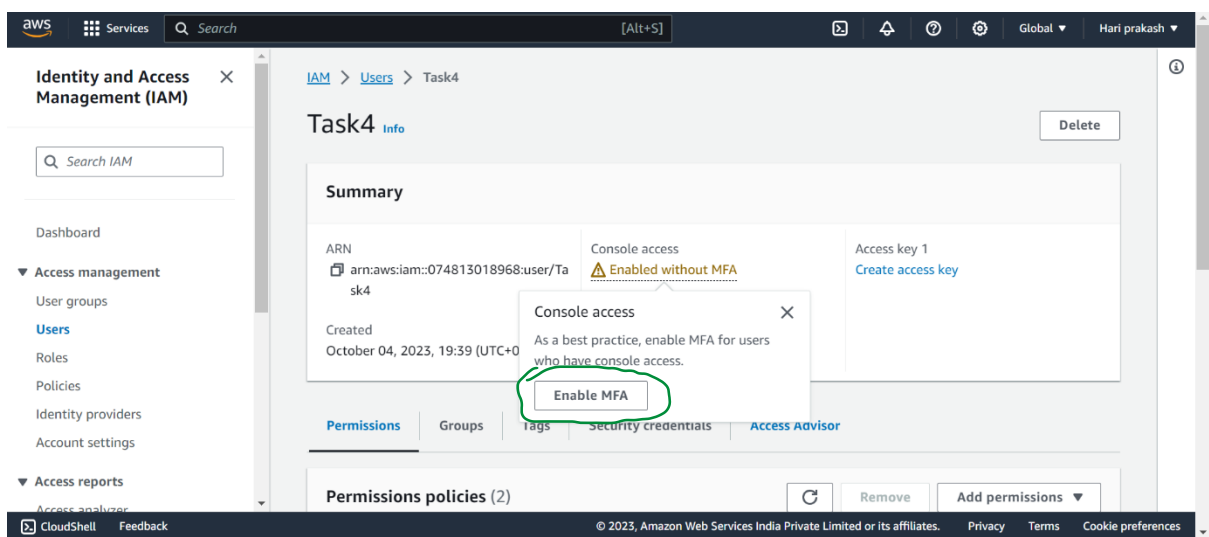 aws Services Search [Alt+S] Global ▼ Hari prakash ▼
Identity and Access
Management (IAM)
Search IAM
Dashboard
Access management
User groups
Users
Roles
Policies
Identity providers
Account settings
Access reports
Access analyzer
IAM > Users > Task4
Task4 Info
Delete
Summary
ARN
arn:aws:iam::074813018968:user/Ta
sk4
Console access
Enabled without MFA
Access key 1
Create access key
Created
October 04, 2023, 19:39 (UTC+0
Console access
As a best practice, enable MFA for users
who have console access.
Enable MFA
Permissions Groups Tags Security credentials Access Advisor
Permissions policies (2)
Remove Add permissions ▼
CloudShell Feedback © 2023, Amazon Web Services India Private Limited or its affiliates. Privacy Terms Cookie preferences